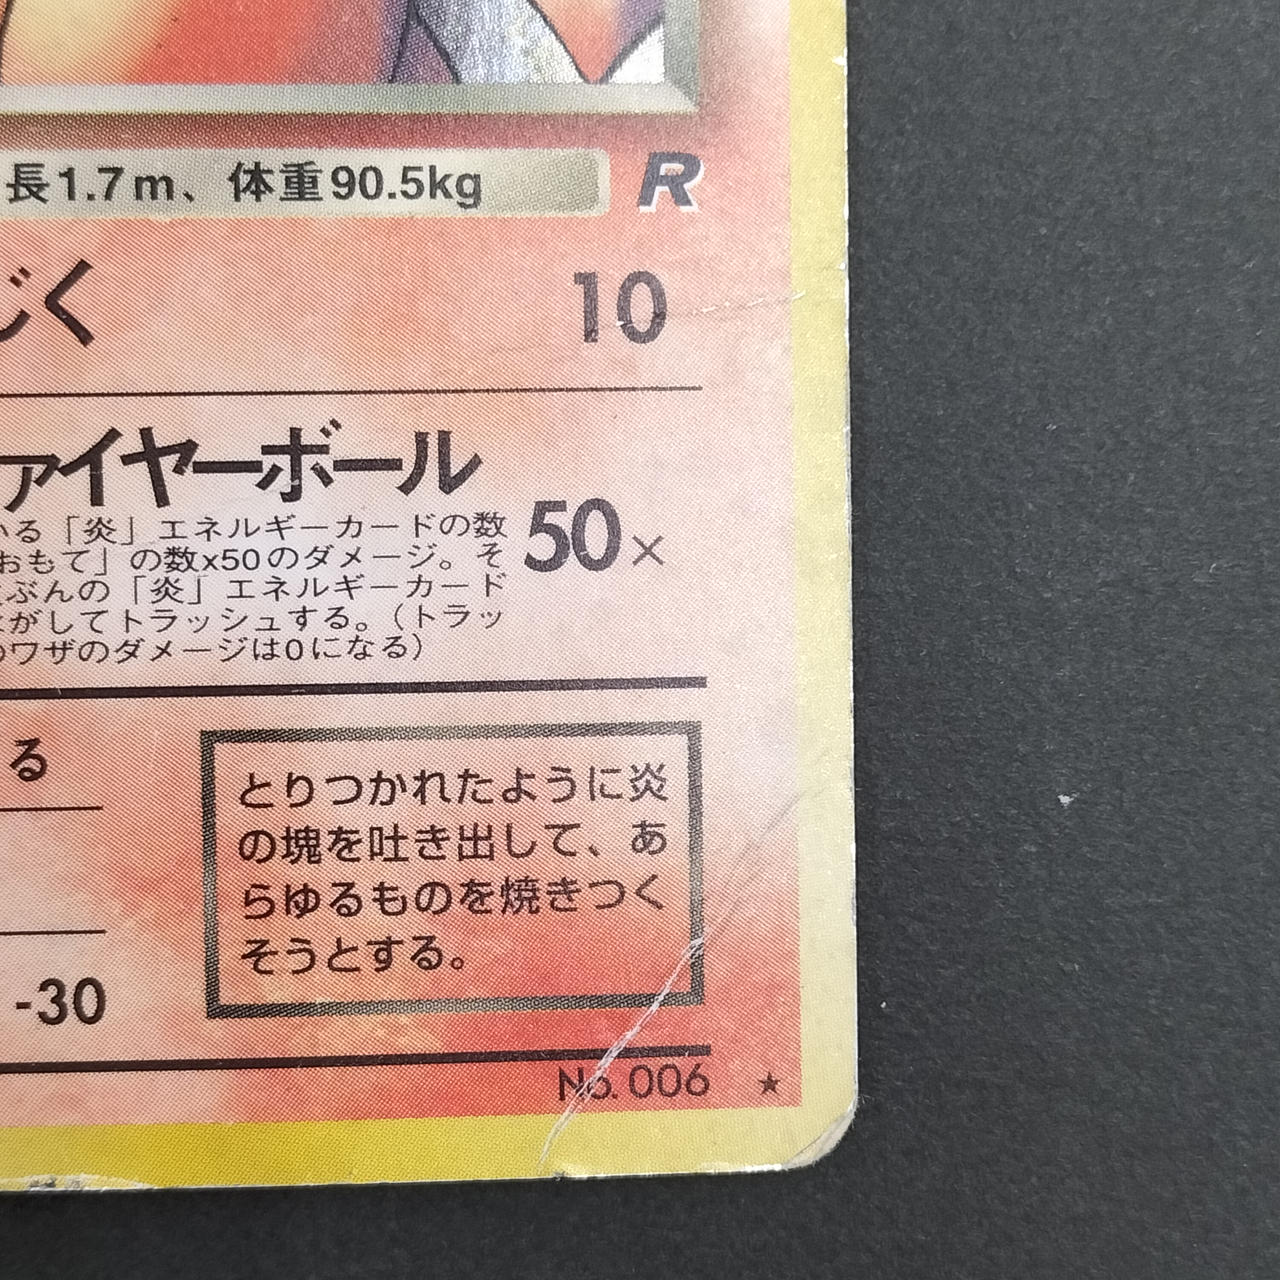 長1.7m、体重90.5kg R
じく 10
ァイヤーボール
いる「炎」エネルギーカードの数
おもて」の数x50のダメージ。そ
ぶんの「炎」エネルギーカード
がしてトラッシュする。（トラッ
のワザのダメージは0になる）
50×
る
とりつかれたように炎
の塊を吐き出して、あ
らゆるものを焼きつく
そうとする。
-30
No.006 ★